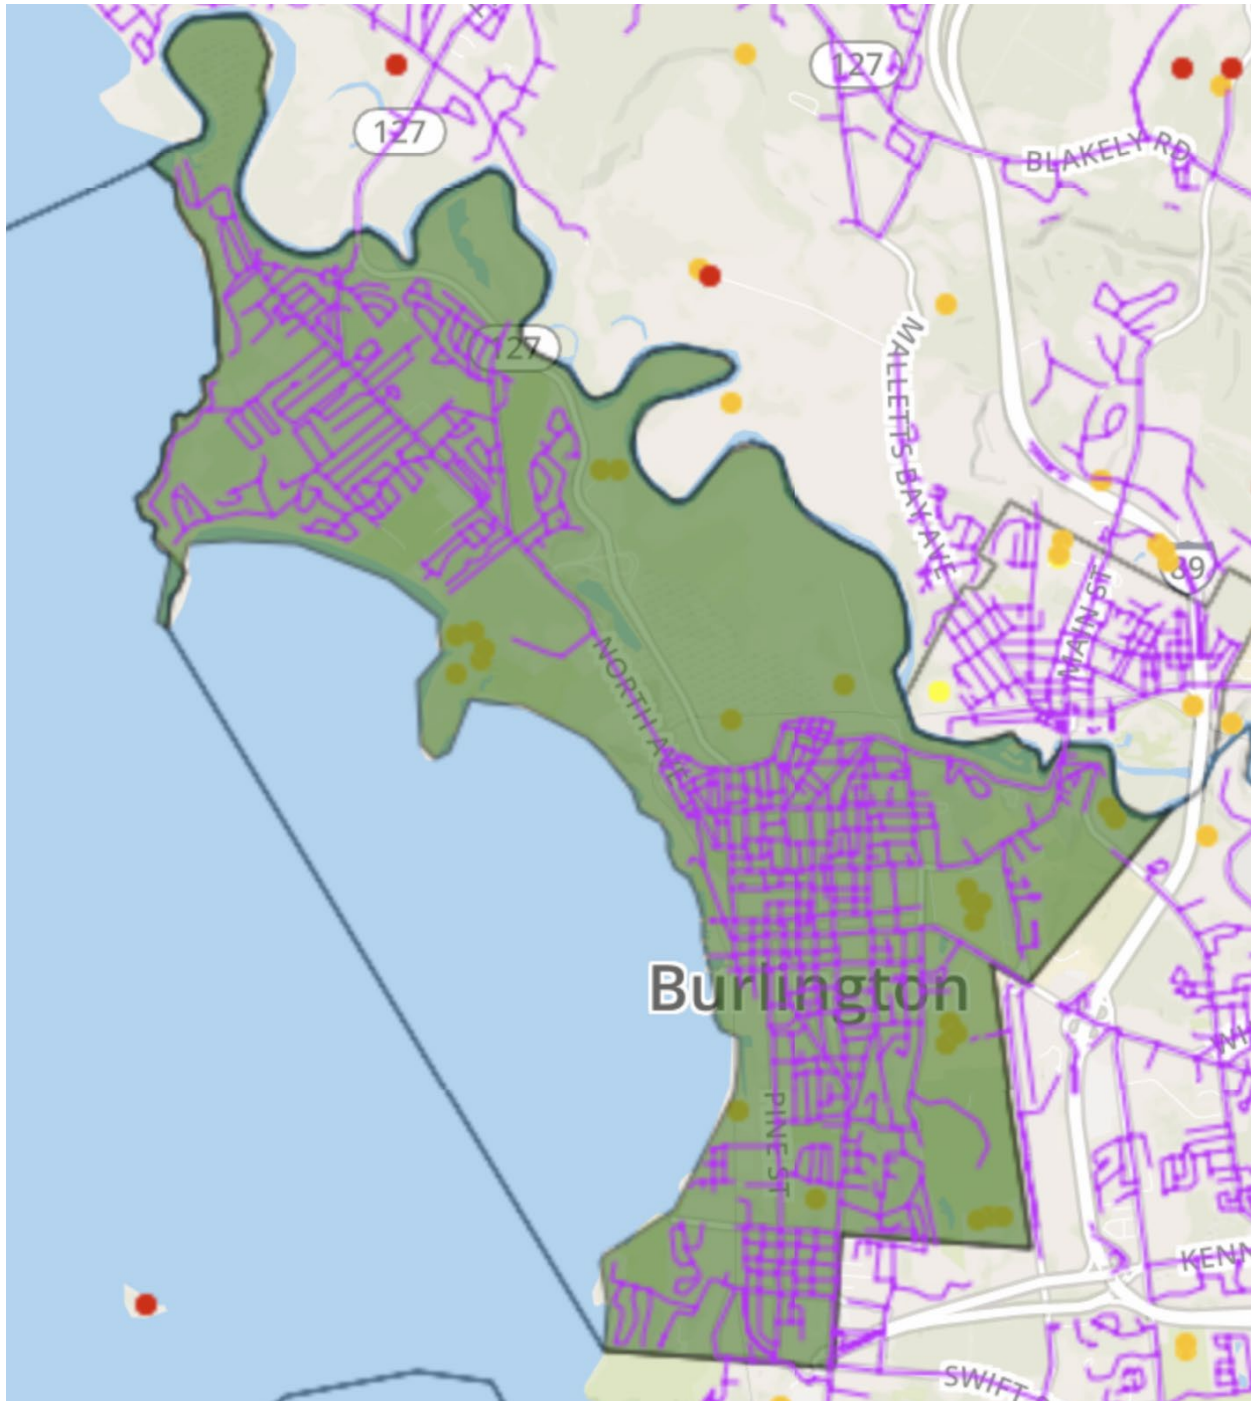 127
127
BLAKELY RD
MALLETTS BAY AVE
127
89
MAIN ST
NORTH AVE
Burlington
PINE ST
KENN
SWIFT